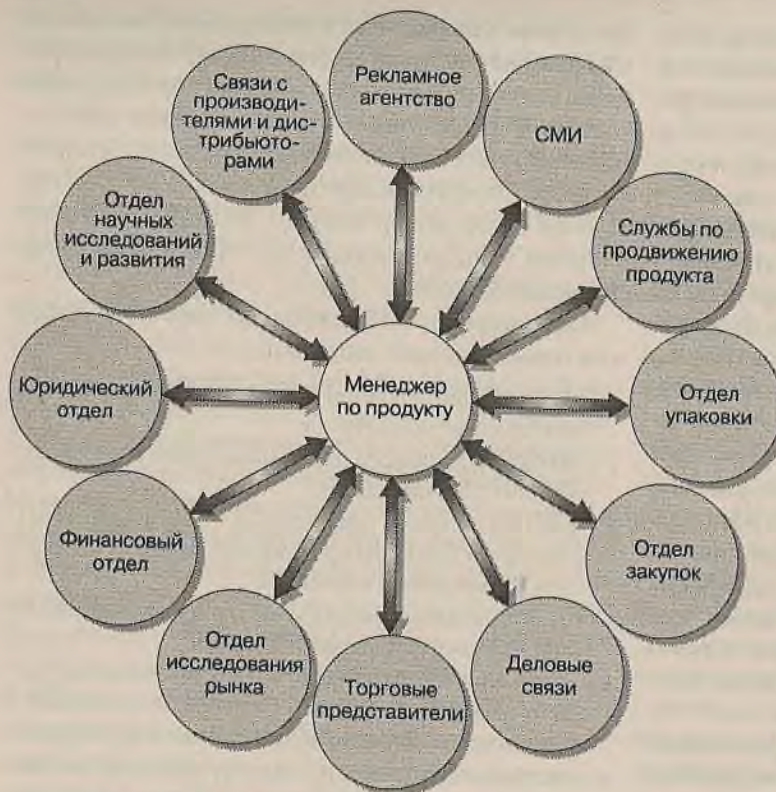 Рекламное
агентство
СМИ
Службы по
продвижению
продукта
Отдел
упаковки
Отдел
закупок
Деловые
связи
Торговые
представители
Отдел
исследования
рынка
Финансовый
отдел
Юридический
отдел
Отдел
научных
исследований
и развития
Связи с
производи-
телями и дис-
трибьюто-
рами
Менеджер
по продукту